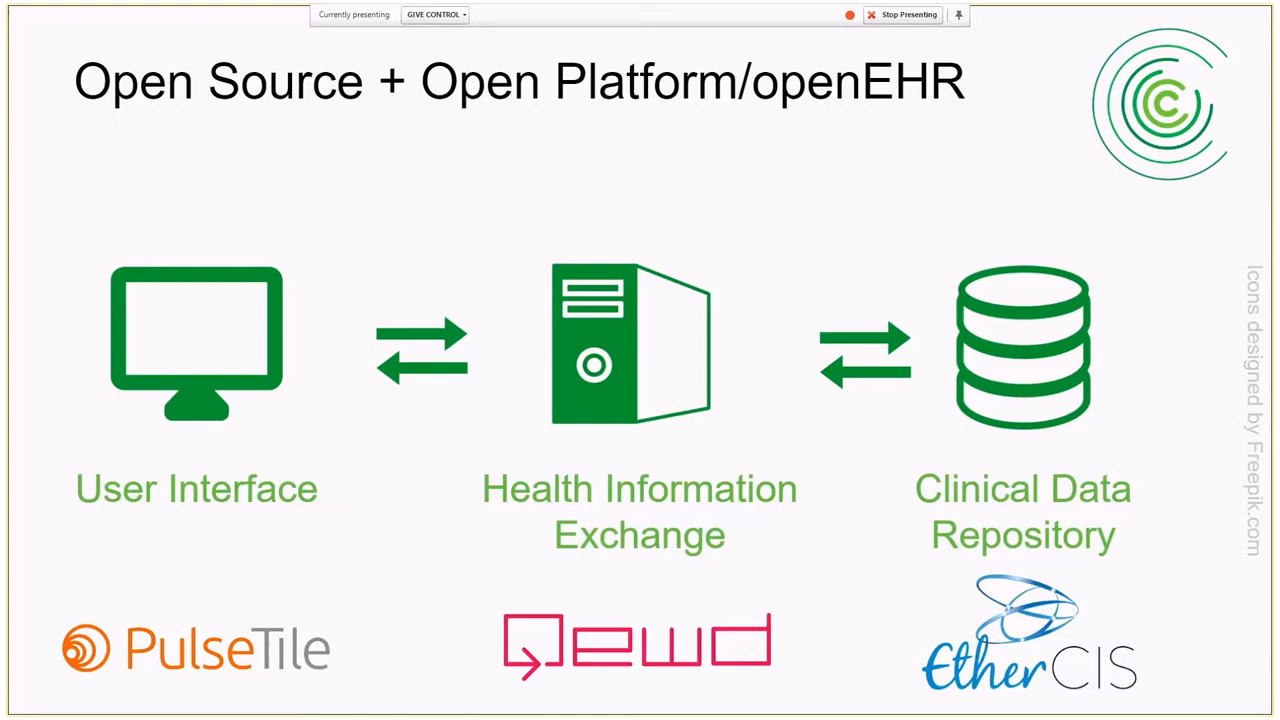 Currently presenting GIVE CONTROL Stop Presenting
Open Source + Open Platform/openEHR
User Interface
Health Information
Exchange
Clinical Data
Repository
PulseTile
Qewd
EtherCIS
Icons designed by Freepik.com